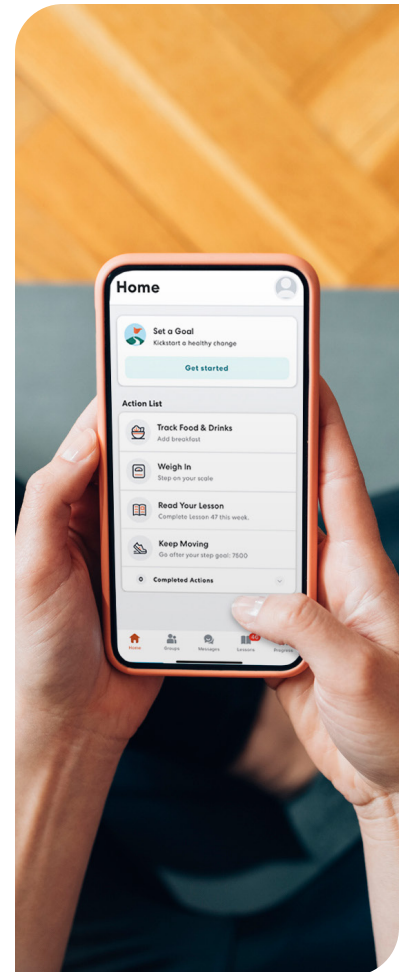 Home
Set a Goal
Kickstart a healthy change
Get started
Action List
Track Food & Drinks
Add breakfast
Weigh In
Step on your scale
Read Your Lesson
Complete Lesson 47 this week.
Keep Moving
Go after your step goal: 7500
0 Completed Actions
46
Home Groups Messages Lessons Progress